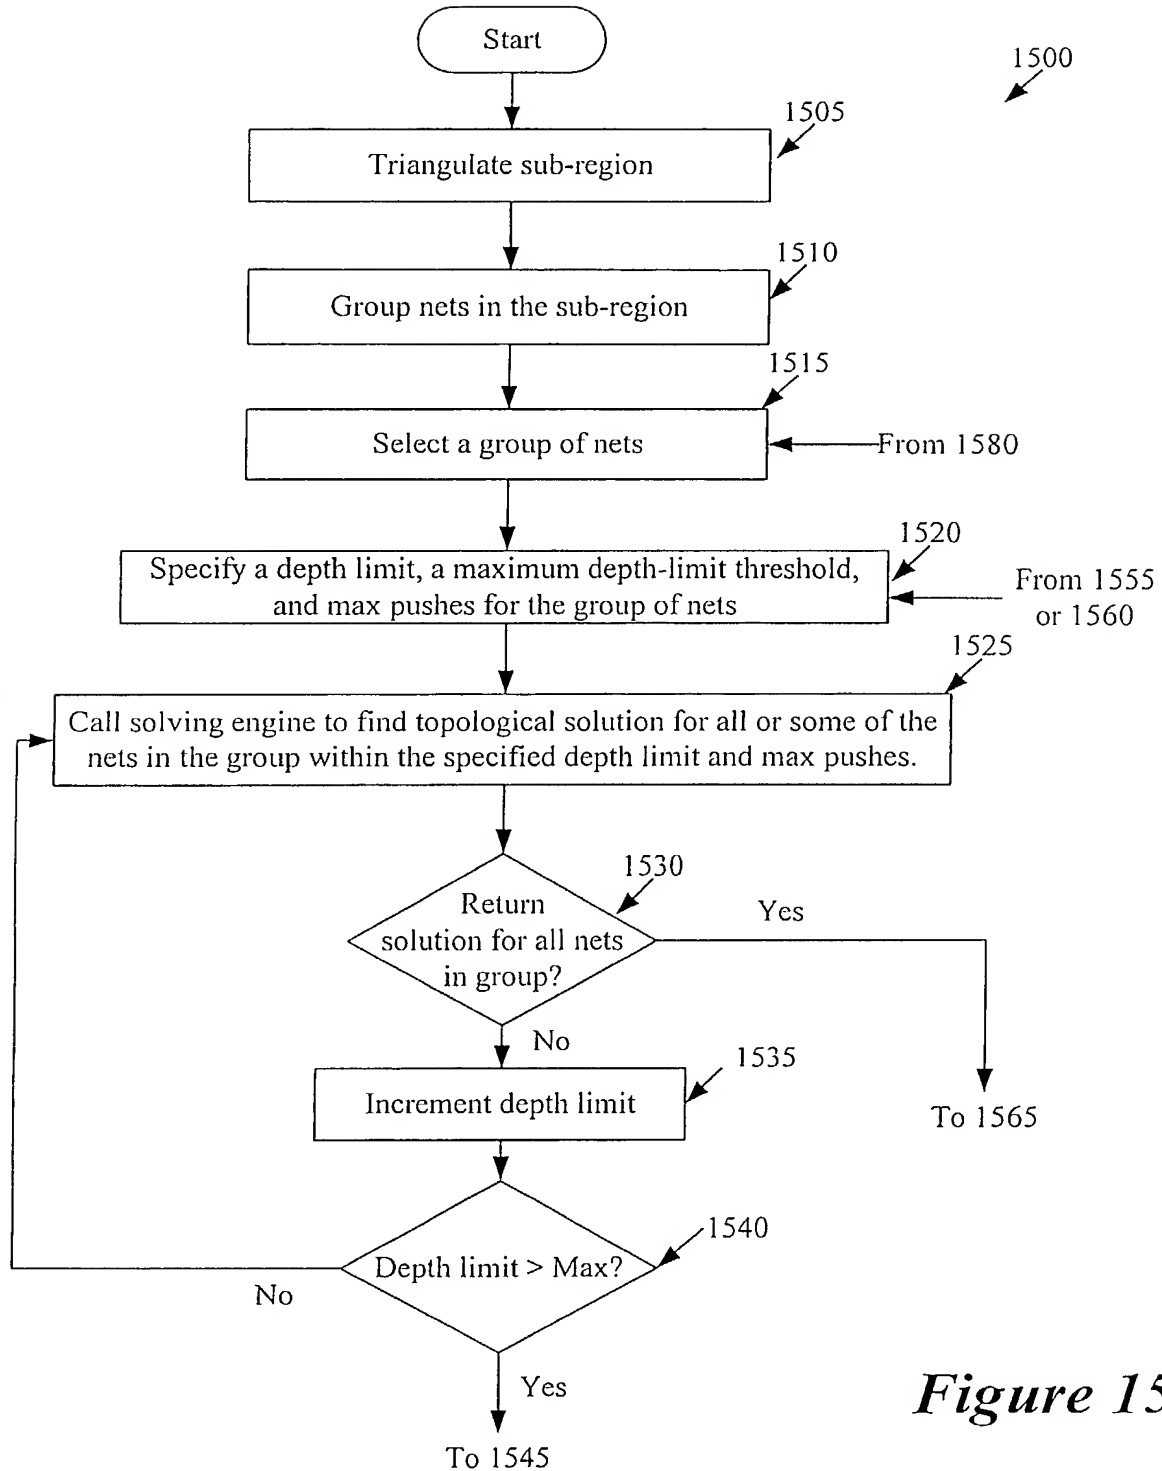 Start
1500
1505
Triangulate sub-region
1510
Group nets in the sub-region
1515
Select a group of nets
From 1580
1520
Specify a depth limit, a maximum depth-limit threshold,
and max pushes for the group of nets
From 1555
or 1560
1525
Call solving engine to find topological solution for all or some of the
nets in the group within the specified depth limit and max pushes.
1530
Return
solution for all nets
in group?
Yes
No
1535
Increment depth limit
To 1565
1540
Depth limit > Max?
No
Yes
To 1545
Figure 15